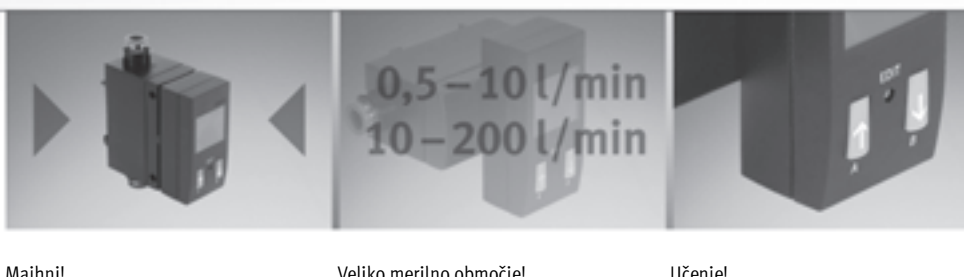 0,5 – 10 l/min
10 – 200 l/min
EDIT
A
B
Majhni!
Veliko merilno območje!
Učenje!